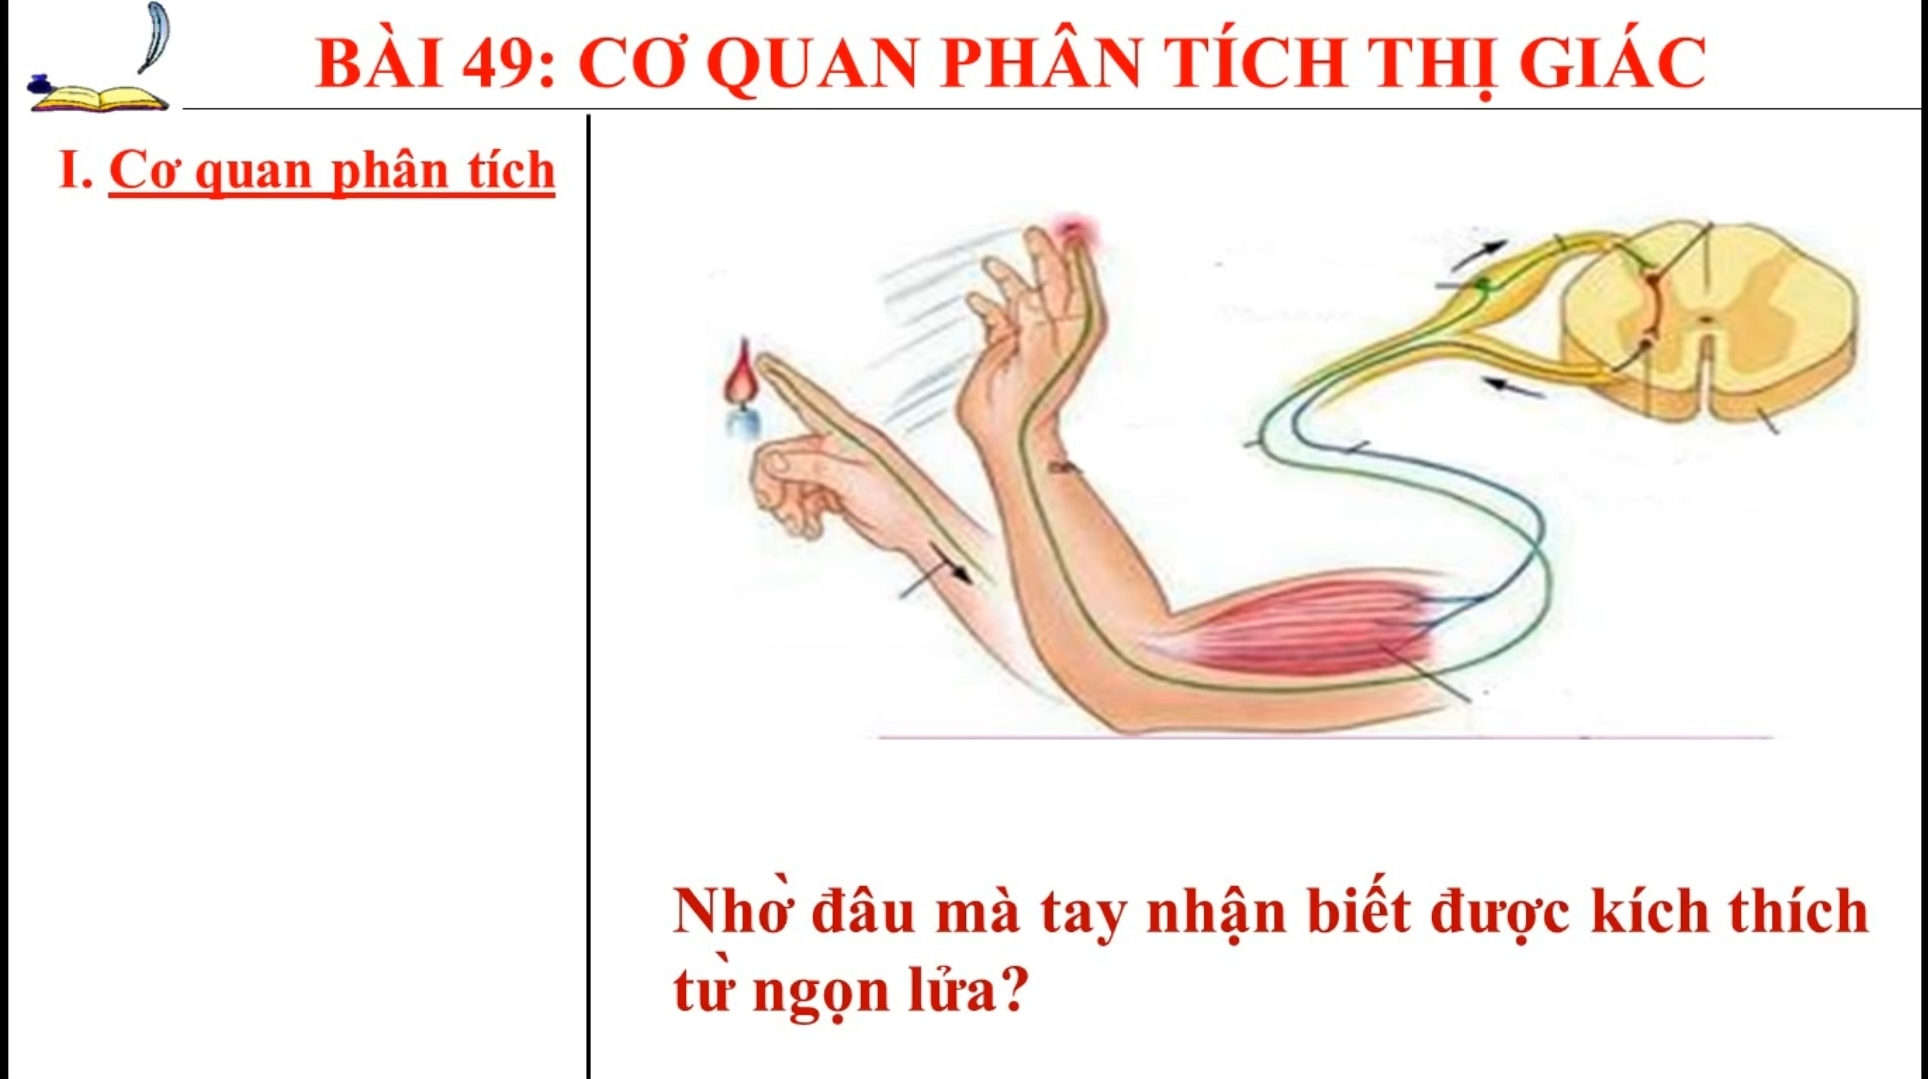 BÀI 49: CƠ QUAN PHÂN TÍCH THỊ GIÁC
I. Cơ quan phân tích
Nhờ đâu mà tay nhận biết được kích thích
từ ngọn lửa?